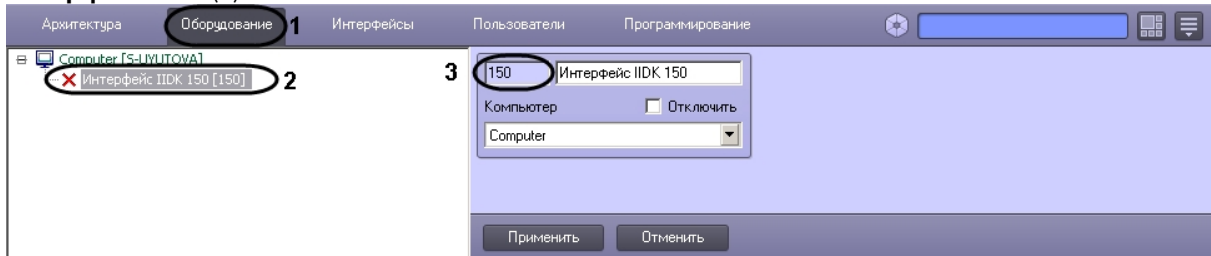 Архитектура Оборудование 1 Интерфейсы Пользователи Программирование
Computer [S-LIYUTOVA]
Интерфейс IIDK 150 [150] 2
3 150 Интерфейс IIDK 150
Компьютер Отключить
Computer
Применить Отменить